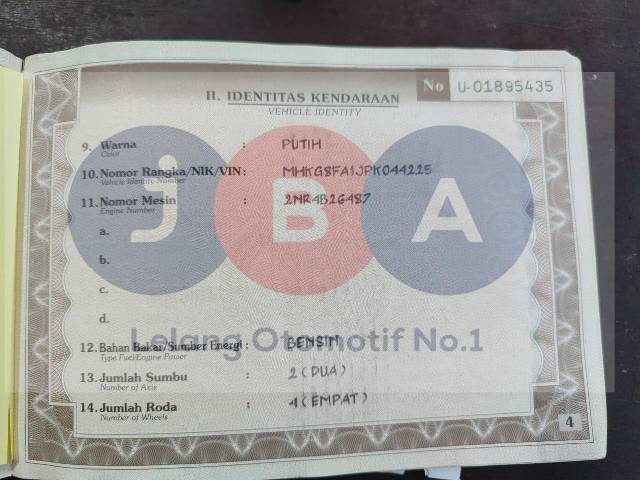 No U-01895435
II. IDENTITAS KENDARAAN
VEHICLE IDENTITY
9. Warna : PUTIH
Color
10. Nomor Rangka/NIK/VIN : MHKG8FA1JPK044225
Vehicle Identity Number
11. Nomor Mesin : 2NR4B26487
Engine Number
a.
b.
c.
d.
jBA
Lelang Otomotif No.1
12. Bahan Bakar/Sumber Energi : BENSIN
Type Fuel/Engine Power
13. Jumlah Sumbu : 2 (DUA)
Number of Axis
14. Jumlah Roda : 4 (EMPAT)
Number of Wheels
4